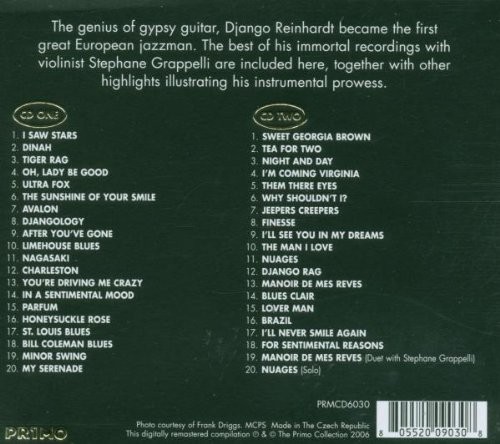 The genius of gypsy guitar, Django Reinhardt became the first
great European jazzman. The best of his immortal recordings with
violinist Stephane Grappelli are included here, together with other
highlights illustrating his instrumental prowess.
CD ONE
1. I SAW STARS
2. DINAH
3. TIGER RAG
4. OH, LADY BE GOOD
5. ULTRA FOX
6. THE SUNSHINE OF YOUR SMILE
7. AVALON
8. DJANGOLOGY
9. AFTER YOU'VE GONE
10. LIMEHOUSE BLUES
11. NAGASAKI
12. CHARLESTON
13. YOU'RE DRIVING ME CRAZY
14. IN A SENTIMENTAL MOOD
15. PARFUM
16. HONEYSUCKLE ROSE
17. ST. LOUIS BLUES
18. BILL COLEMAN BLUES
19. MINOR SWING
20. MY SERENADE
CD TWO
1. SWEET GEORGIA BROWN
2. TEA FOR TWO
3. NIGHT AND DAY
4. I'M COMING VIRGINIA
5. THEM THERE EYES
6. WHY SHOULDN'T I?
7. JEEPERS CREEPERS
8. FINESSE
9. I'LL SEE YOU IN MY DREAMS
10. THE MAN I LOVE
11. NUAGES
12. DJANGO RAG
13. MANOIR DE MES REVES
14. BLUES CLAIR
15. LOVER MAN
16. BRAZIL
17. I'LL NEVER SMILE AGAIN
18. FOR SENTIMENTAL REASONS
19. MANOIR DE MES REVES (Duet with Stephane Grappelli)
20. NUAGES (Solo)
PRMCD6030
PR1MO
Photo courtesy of Frank Driggs. MCPS Made in The Czech Republic
This digitally remastered compilation ℗ & © The Primo Collection 2006
8 05520 09030 8